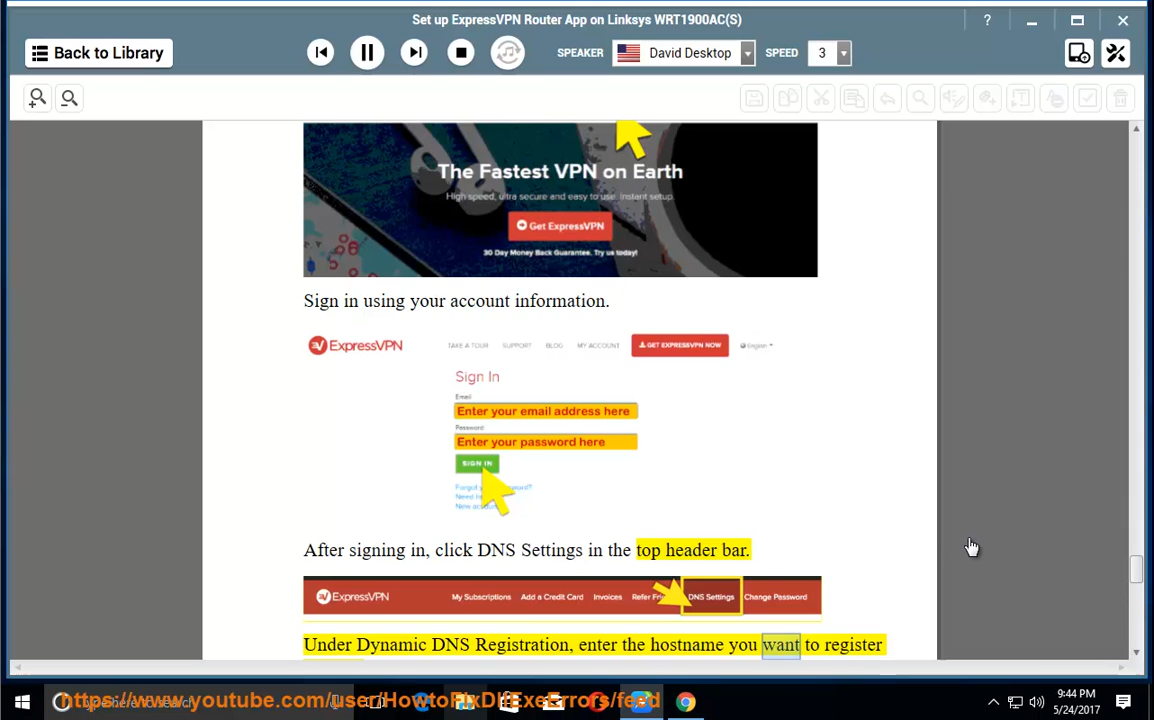 Set up ExpressVPN Router App on Linksys WRT1900AC(S)
Back to Library
SPEAKER
David Desktop
SPEED
3
The Fastest VPN on Earth
High speed, ultra secure and easy to use. Instant setup.
Get ExpressVPN
30 Day Money Back Guarantee. Try us today!
Sign in using your account information.
ExpressVPN
TAKE A TOUR
SUPPORT
BLOG
MY ACCOUNT
GET EXPRESSVPN NOW
English
Sign In
Email
Enter your email address here
Password
Enter your password here
SIGN IN
After signing in, click DNS Settings in the top header bar.
ExpressVPN
My Subscriptions
Add a Credit Card
Invoices
DNS Settings
Change Password
Under Dynamic DNS Registration, enter the hostname you want to register
https://www.youtube.com/user/HowtoFixDllExeErrors/feed
9:44 PM
5/24/2017